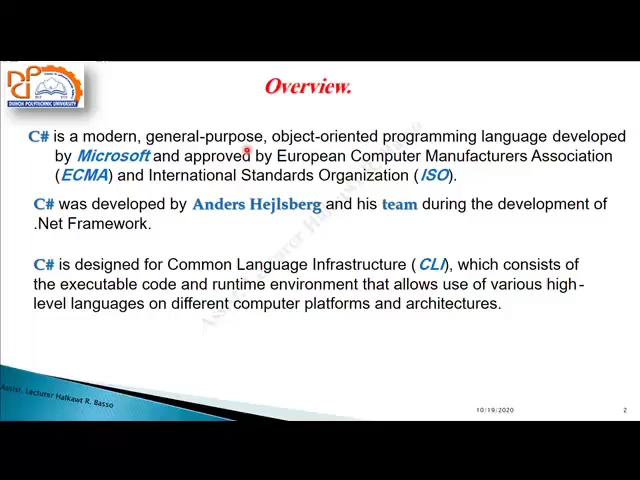 DPU
DUHOK POLYTECHNIC UNIVERSITY
Overview.
C# is a modern, general-purpose, object-oriented programming language developed
by Microsoft and approved by European Computer Manufacturers Association
(ECMA) and International Standards Organization (ISO).
C# was developed by Anders Hejlsberg and his team during the development of
.Net Framework.
C# is designed for Common Language Infrastructure (CLI), which consists of
the executable code and runtime environment that allows use of various high-
level languages on different computer platforms and architectures.
Assist. Lecturer Halkawt R. Basso
10/19/2020
2